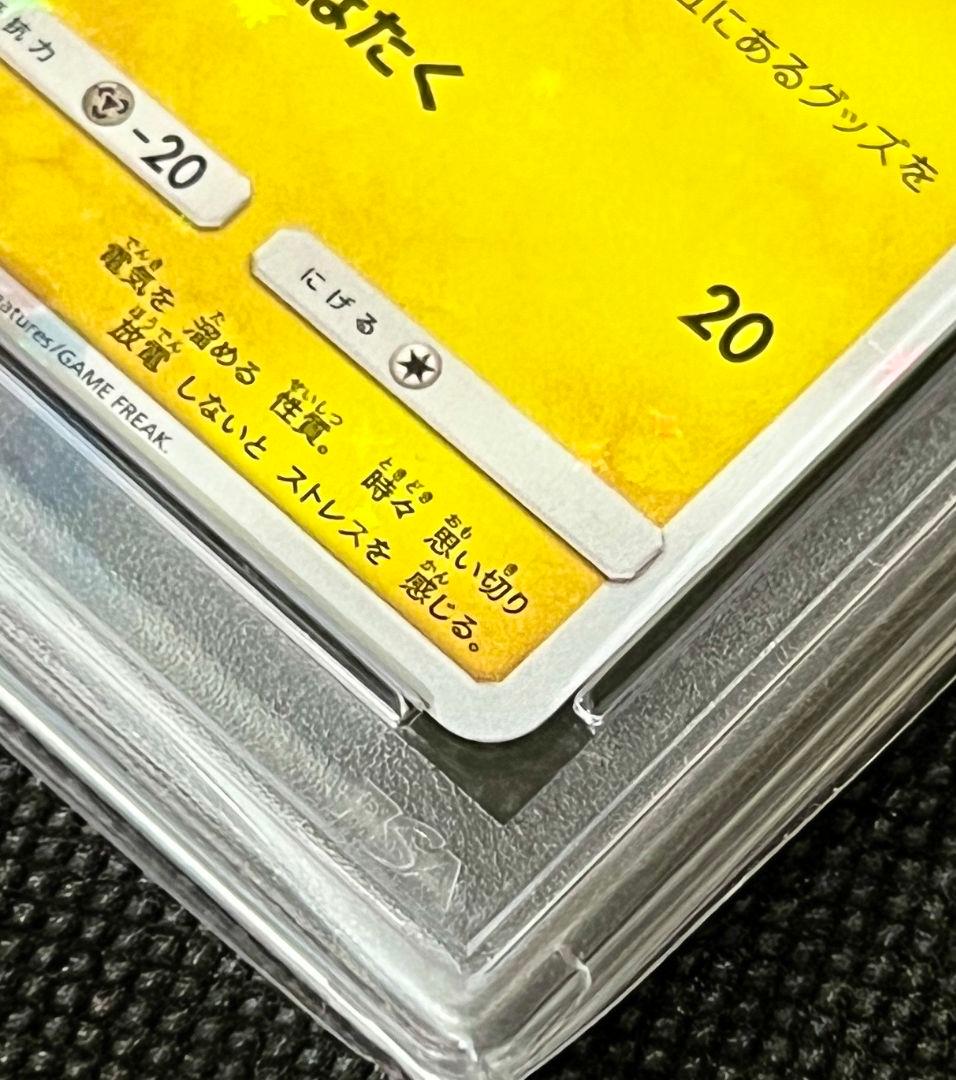 にあるグッズを
はたく
20
抵抗力 -20
にげる
電気を 溜める 性質。 時々 思い切り
放電 しないと ストレスを 感じる。
atures/GAME FREAK.
PSA